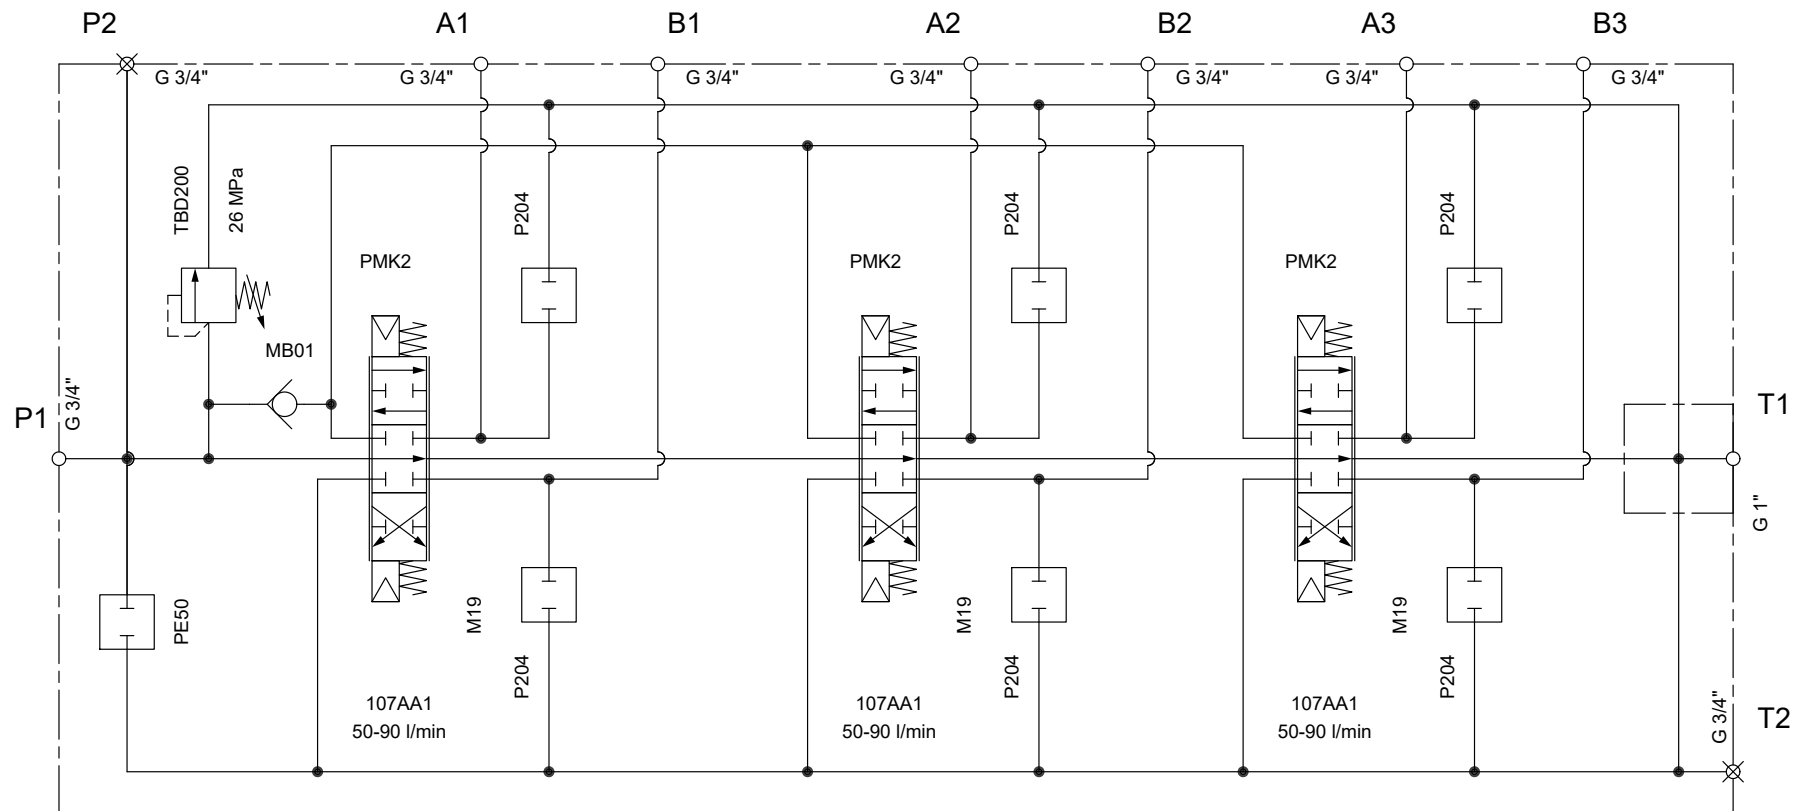 P2
A1
B1
A2
B2
A3
B3
G 3/4"
G 3/4"
G 3/4"
G 3/4"
G 3/4"
G 3/4"
G 3/4"
TBD200
26 MPa
P204
P204
P204
PMK2
PMK2
PMK2
MB01
P1
G 3/4"
T1
G 1"
PE50
M19
P204
M19
P204
M19
P204
107AA1
50-90 l/min
107AA1
50-90 l/min
107AA1
50-90 l/min
G 3/4"
T2